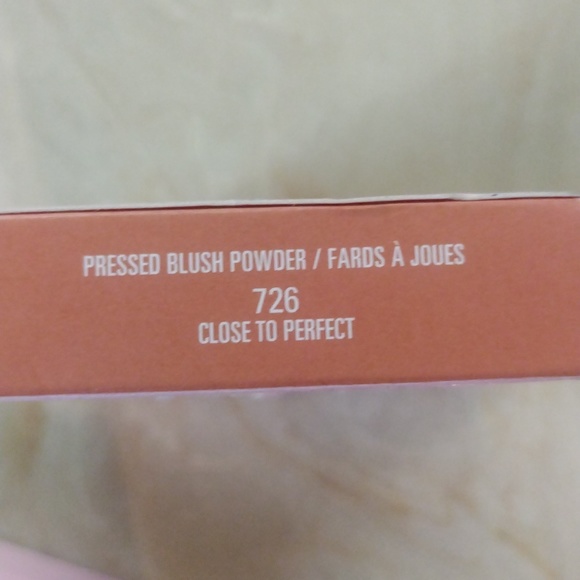 PRESSED BLUSH POWDER / FARDS À JOUES
726
CLOSE TO PERFECT